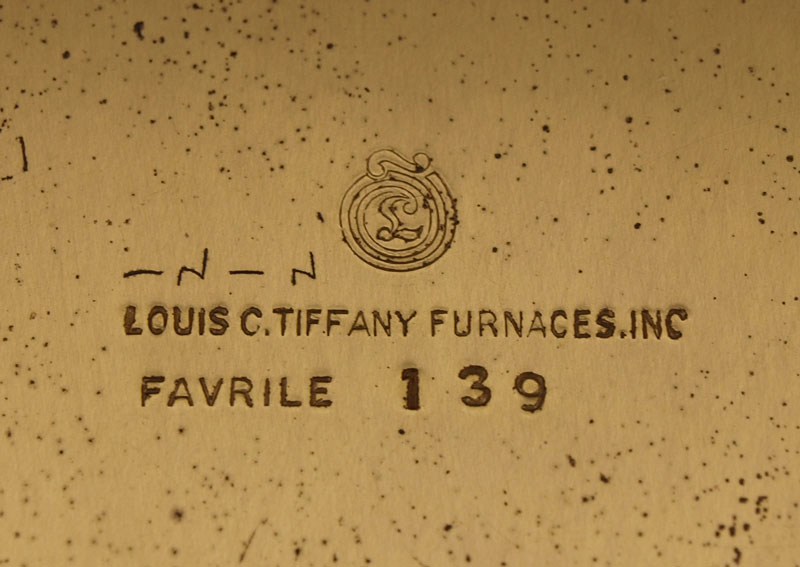 LOUIS C. TIFFANY FURNACES. INC
FAVRILE 139